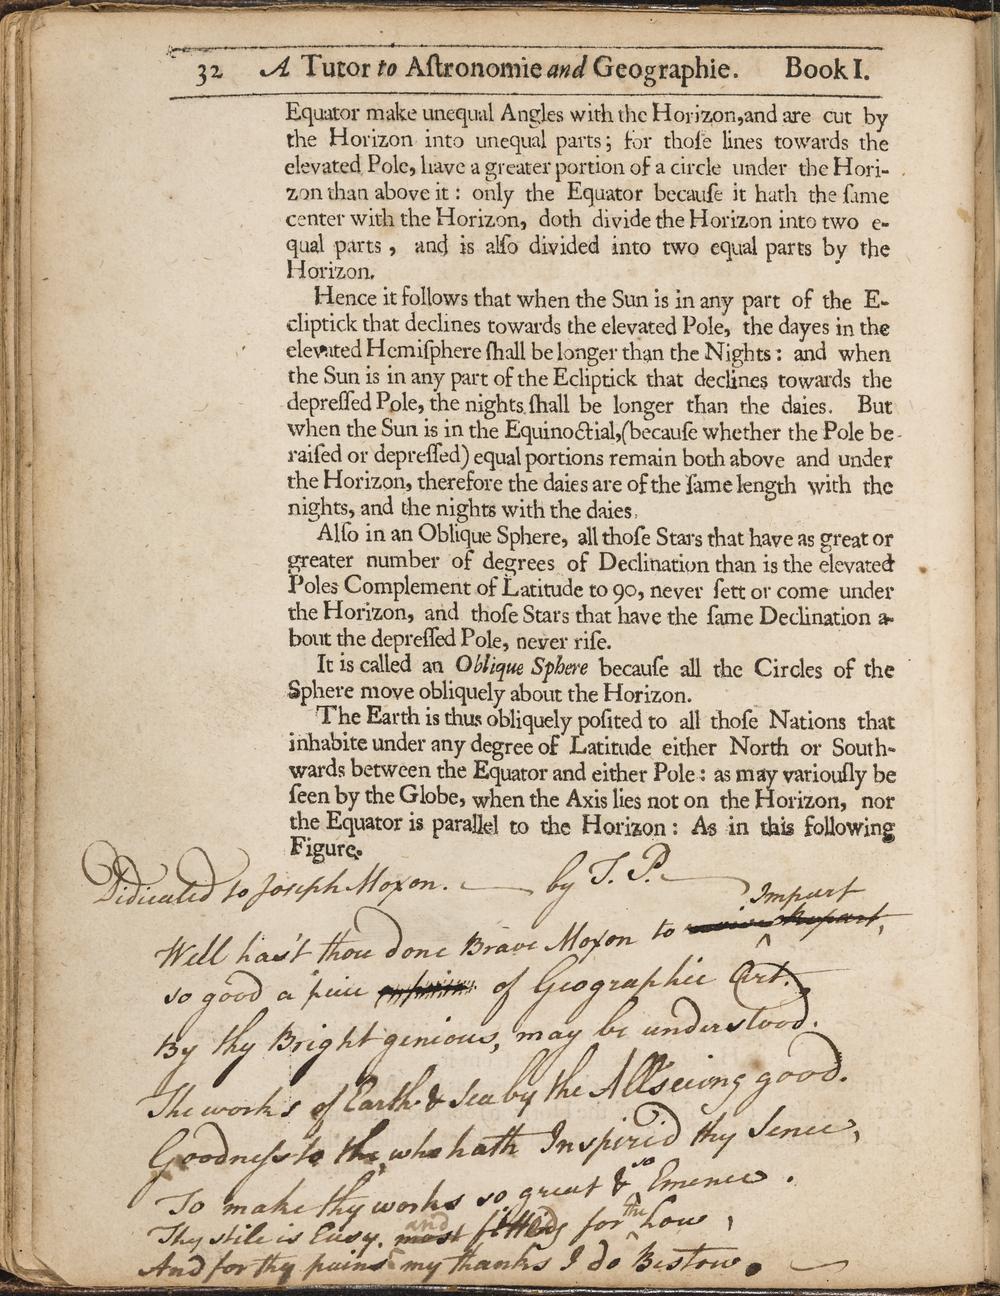 32 A Tutor to Aſtronomie and Geographie. Book I.
Equator make unequal Angles with the Horizon,and are cut by
the Horizon into unequal parts; for thoſe lines towards the
elevated Pole, have a greater portion of a circle under the Hori-
zon than above it: only the Equator becauſe it hath the ſame
center with the Horizon, doth divide the Horizon into two e-
qual parts, and is alſo divided into two equal parts by the
Horizon.
Hence it follows that when the Sun is in any part of the E-
cliptick that declines towards the elevated Pole, the dayes in the
elevated Hemiſphere ſhall be longer than the Nights: and when
the Sun is in any part of the Ecliptick that declines towards the
depreſſed Pole, the nights ſhall be longer than the daies. But
when the Sun is in the Equinoctial,(becauſe whether the Pole be
raiſed or depreſſed) equal portions remain both above and under
the Horizon, therefore the daies are of the ſame length with the
nights, and the nights with the daies.
Alſo in an Oblique Sphere, all thoſe Stars that have as great or
greater number of degrees of Declination than is the elevated
Poles Complement of Latitude to 90, never ſett or come under
the Horizon, and thoſe Stars that have the ſame Declination a-
bout the depreſſed Pole, never riſe.
It is called an Oblique Sphere becauſe all the Circles of the
Sphere move obliquely about the Horizon.
The Earth is thus obliquely poſited to all thoſe Nations that
inhabite under any degree of Latitude either North or South-
wards between the Equator and either Pole: as may variouſly be
ſeen by the Globe, when the Axis lies not on the Horizon, nor
the Equator is parallel to the Horizon: As in this following
Figure.
Didicated to Joseph Moxon. by T. P.
Impart
Well has't thou done Brave Moxon to
so good a peice of Geographic Art.
By thy Bright genious, may be understood.
The works of Earth & Sea by the Allseeing good.
Goodness to the, who hath Inspir'd thy Sence,
so
To make thy works so great & Emence.
and the
Thy stile is Easy, most fitting for Low,
And for thy pains my thanks I do Bestow.